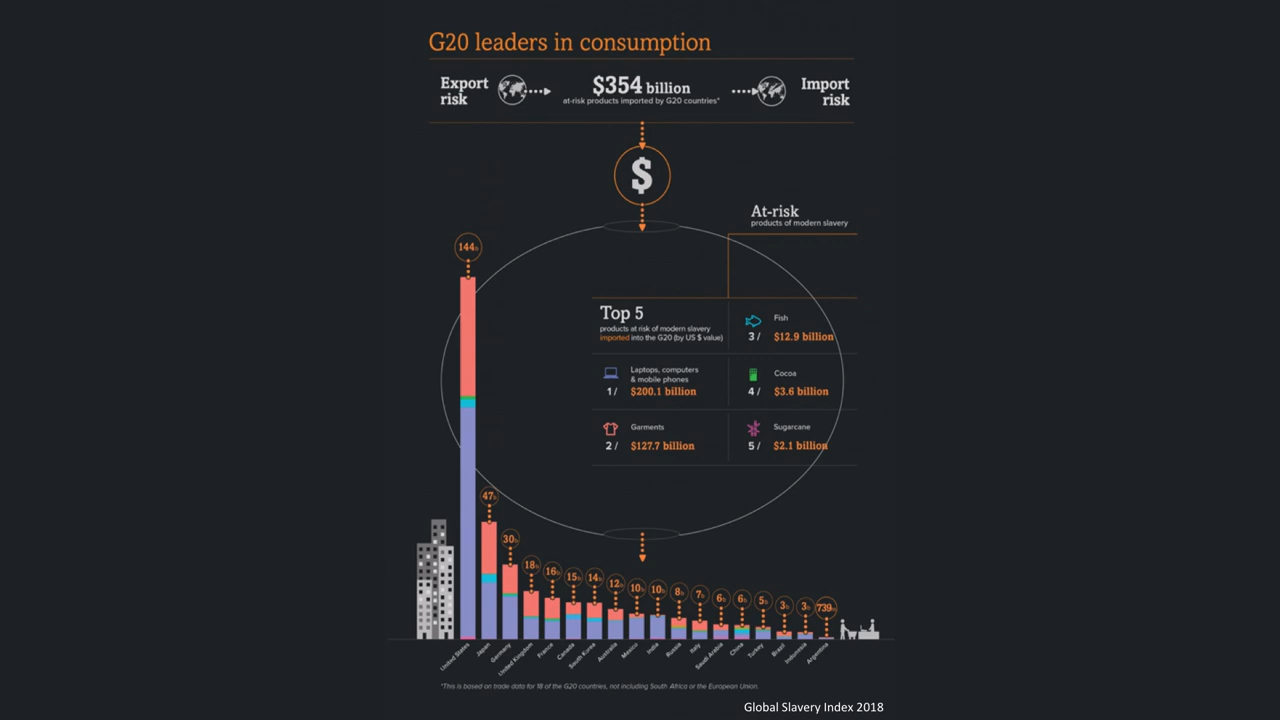 G20 leaders in consumption
Export
risk
$354 billion
at-risk products imported by G20 countries*
Import
risk
$
At-risk
products of modern slavery
144b
Top 5
products at risk of modern slavery
imported into the G20 (by US $ value)
Fish
3 / $12.9 billion
Laptops, computers
& mobile phones
1 / $200.1 billion
Cocoa
4 / $3.6 billion
Garments
2 / $127.7 billion
Sugarcane
5 / $2.1 billion
47b
30b
18b
16b
15b
14b
12b
10b
10b
8b
7b
6b
6b
5b
3b
3b
739m
United States
Japan
Germany
United Kingdom
France
Canada
South Korea
Australia
Mexico
India
Russia
Italy
Saudi Arabia
China
Turkey
Brazil
Indonesia
Argentina
*This is based on trade data for 18 of the G20 countries, not including South Africa or the European Union.
Global Slavery Index 2018